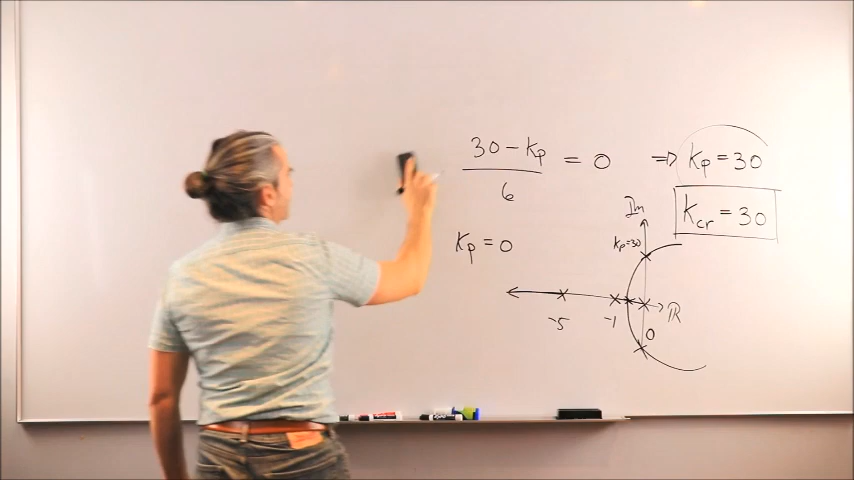 30 - Kp
6
= 0 ⇒ Kp = 30
Kcr = 30
Im
Kp = 0
Kp=30
-5
-1
0
ℝ